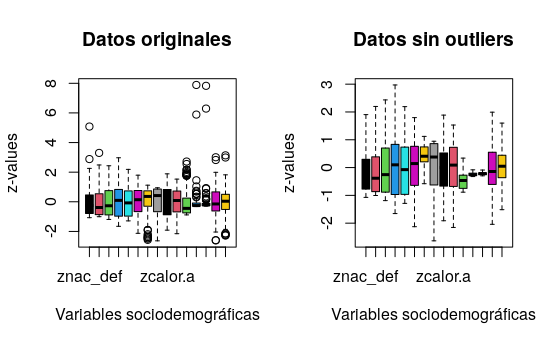 Datos originales
Datos sin outliers
z-values
8
6
4
2
0
-2
znac_def
zcalor.a
Variables sociodemográficas
z-values
3
2
1
0
-1
-2
znac_def
zcalor.a
Variables sociodemográficas